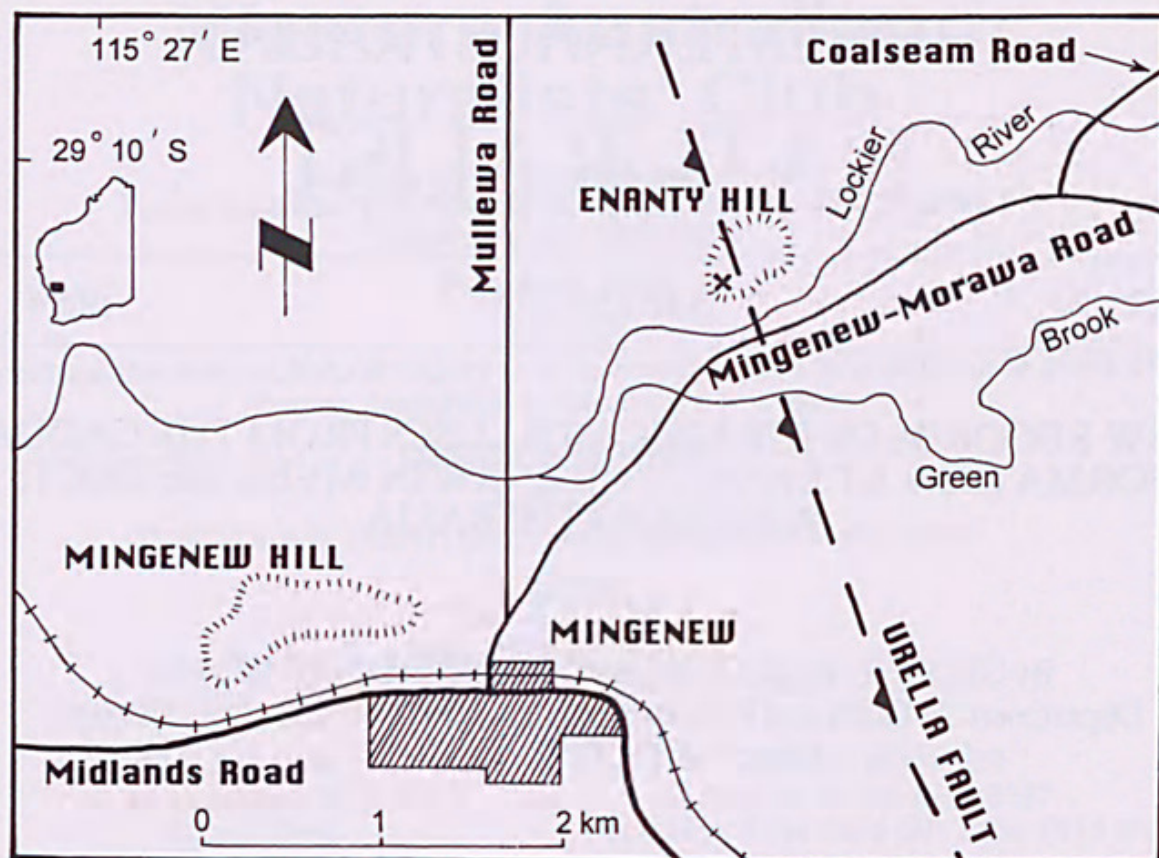 115° 27′ E
29° 10′ S
Mullewa Road
Coalseam Road
Lockier
River
ENANTY HILL
Mingenew-Morawa Road
Brook
Green
MINGENEW HILL
MINGENEW
URELLA FAULT
Midlands Road
0 1 2 km
N